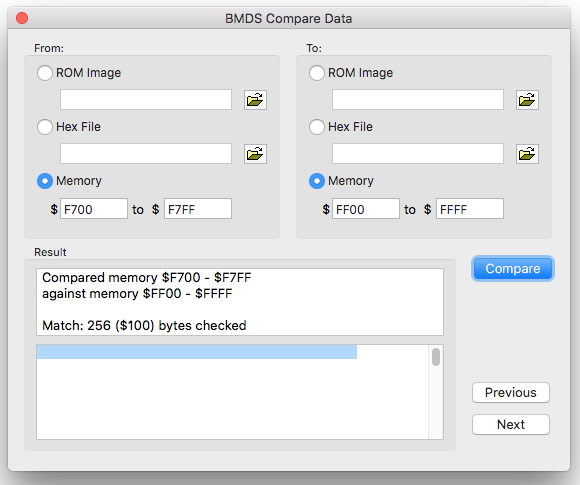 BMDS Compare Data
From:
ROM Image
Hex File
Memory
$ F700 to $ F7FF
To:
ROM Image
Hex File
Memory
$ FF00 to $ FFFF
Result
Compared memory $F700 - $F7FF
against memory $FF00 - $FFFF
Match: 256 ($100) bytes checked
Compare
Previous
Next